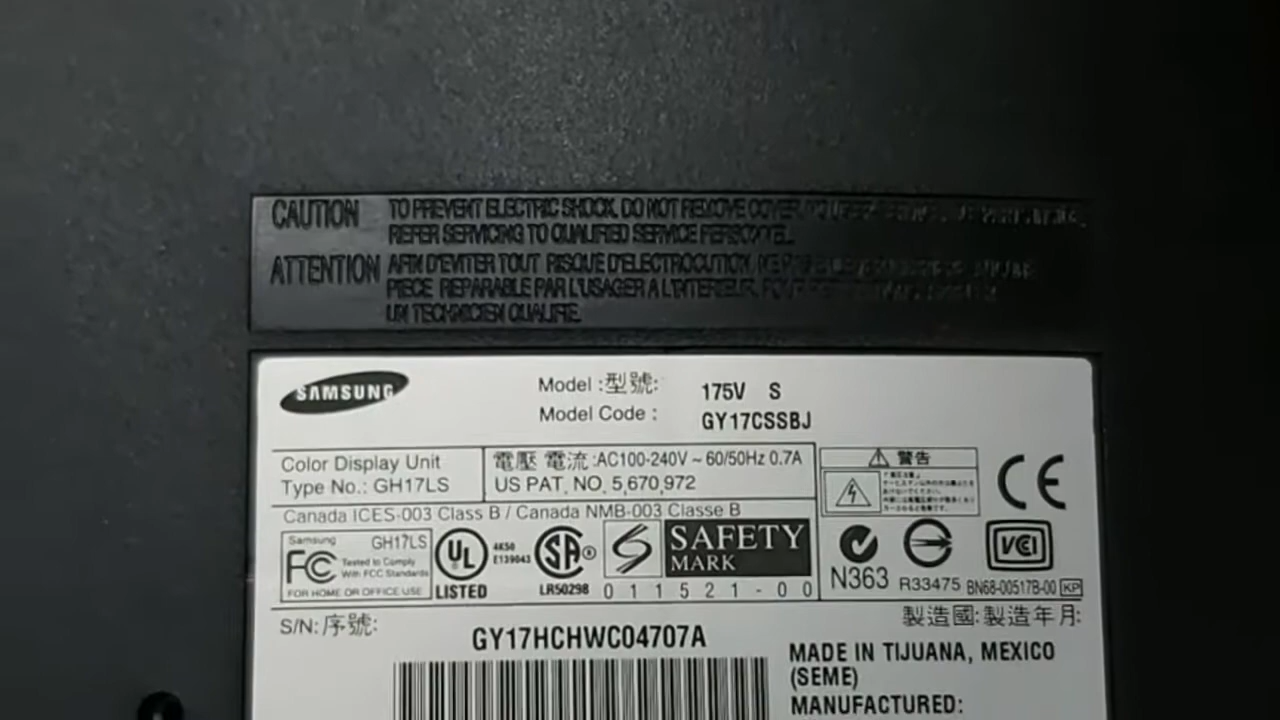 CAUTION TO PREVENT ELECTRIC SHOCK, DO NOT REMOVE COVER,
REFER SERVICING TO QUALIFIED SERVICE PERSONNEL.
ATTENTION AFIN D'EVITER TOUT RISQUE D'ELECTROCUTION,
PIECE REPARABLE PAR L'USAGER A L'INTERIEUR.
UN TECHNICIEN QUALIFIE.
SAMSUNG
Model :型號: 175V S
Model Code : GY17CSSBJ
Color Display Unit
Type No.: GH17LS
電壓 電流 :AC100-240V ~ 60/50Hz 0.7A
US PAT. NO. 5,670,972
警告
CE
Canada ICES-003 Class B / Canada NMB-003 Classe B
Samsung GH17LS
FC Tested to Comply
With FCC Standards
FOR HOME OR OFFICE USE
UL
LISTED
4K50
E139043
SA ®
LR50298
SAFETY
MARK
011521-00
N363
R33475
VCI
BN68-00517B-00 KP
S/N: 序號:
GY17HCHWC04707A
製造國: 製造年月:
MADE IN TIJUANA, MEXICO
(SEME)
MANUFACTURED: